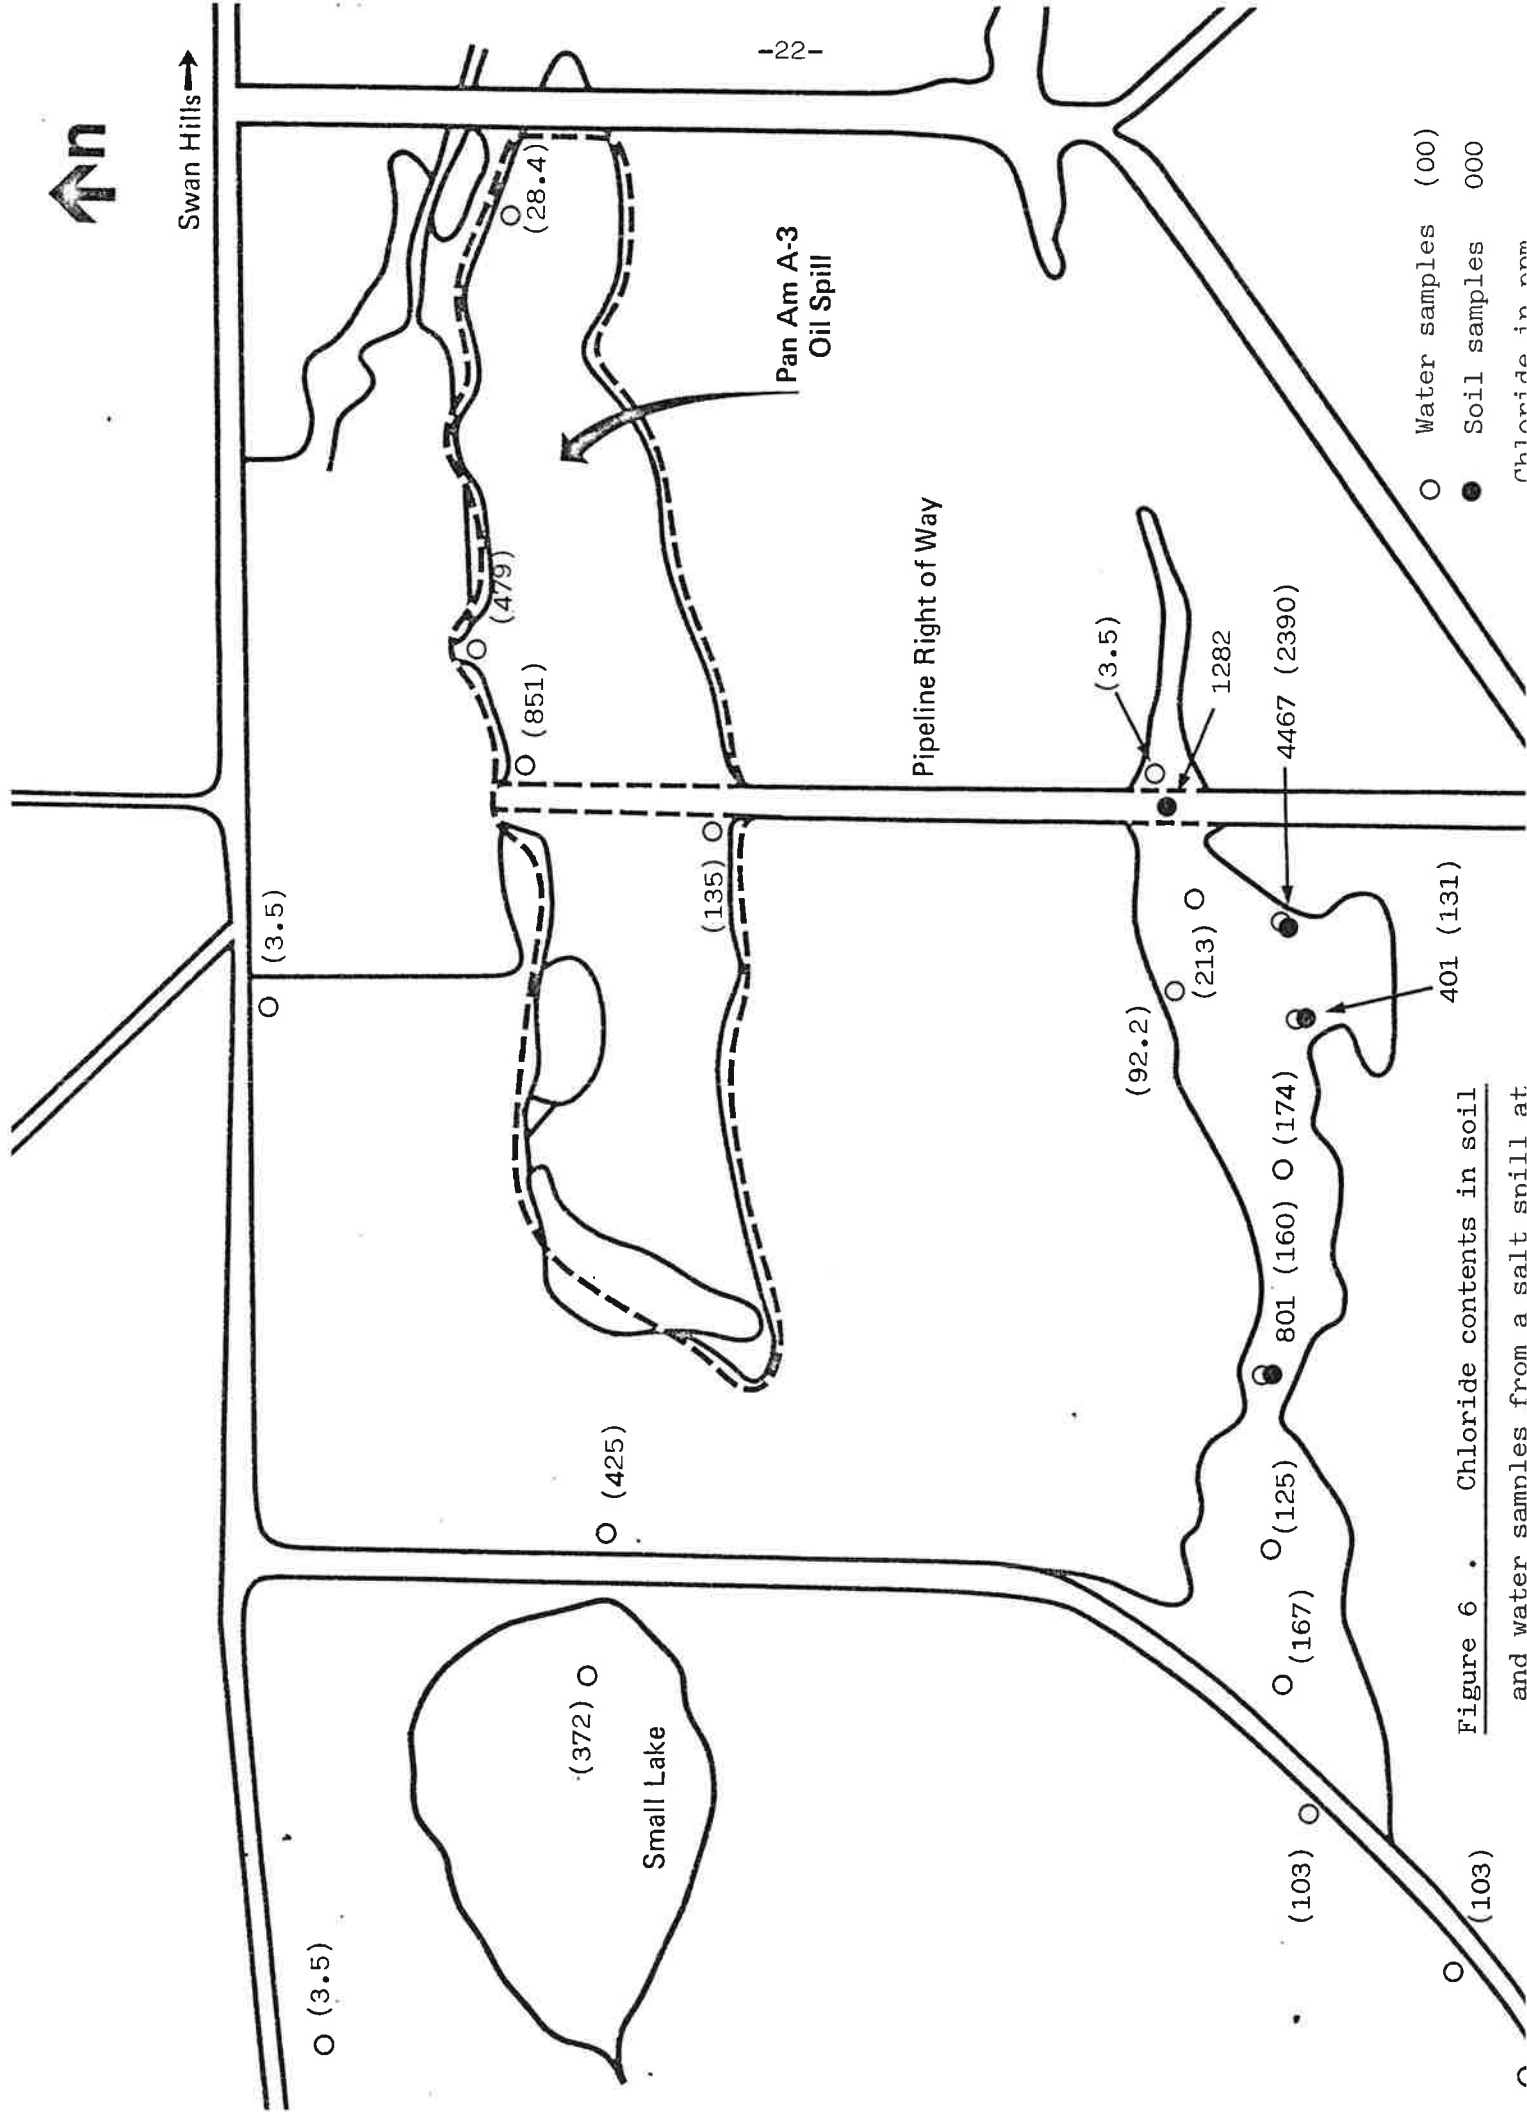 n
Swan Hills
(3.5)
(3.5)
(28.4)
(479)
(851)
(425)
(372)
Small Lake
(135)
-22-
Pan Am A-3
Oil Spill
Pipeline Right of Way
(3.5)
(92.2)
(213)
1282
4467 (2390)
801 (160)
(174)
(125)
(167)
(103)
401 (131)
(103)
Water samples (00)
Soil samples 000
Chloride in ppm
Figure 6 . Chloride contents in soil
and water samples from a salt spill at